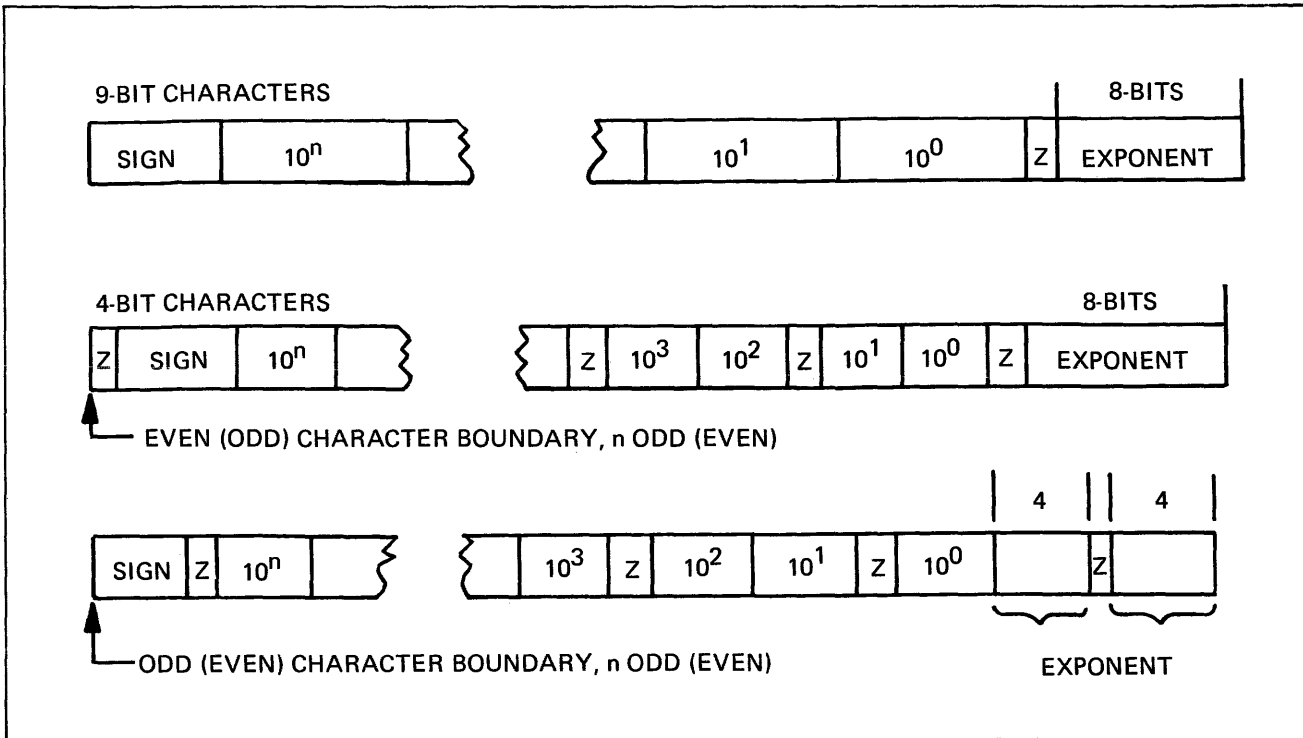 9-BIT CHARACTERS 8-BITS
SIGN 10ⁿ 10¹ 10⁰ Z EXPONENT
4-BIT CHARACTERS 8-BITS
Z SIGN 10ⁿ Z 10³ 10² Z 10¹ 10⁰ Z EXPONENT
EVEN (ODD) CHARACTER BOUNDARY, n ODD (EVEN)
4 4
SIGN Z 10ⁿ 10³ Z 10² 10¹ Z 10⁰ Z
ODD (EVEN) CHARACTER BOUNDARY, n ODD (EVEN) EXPONENT